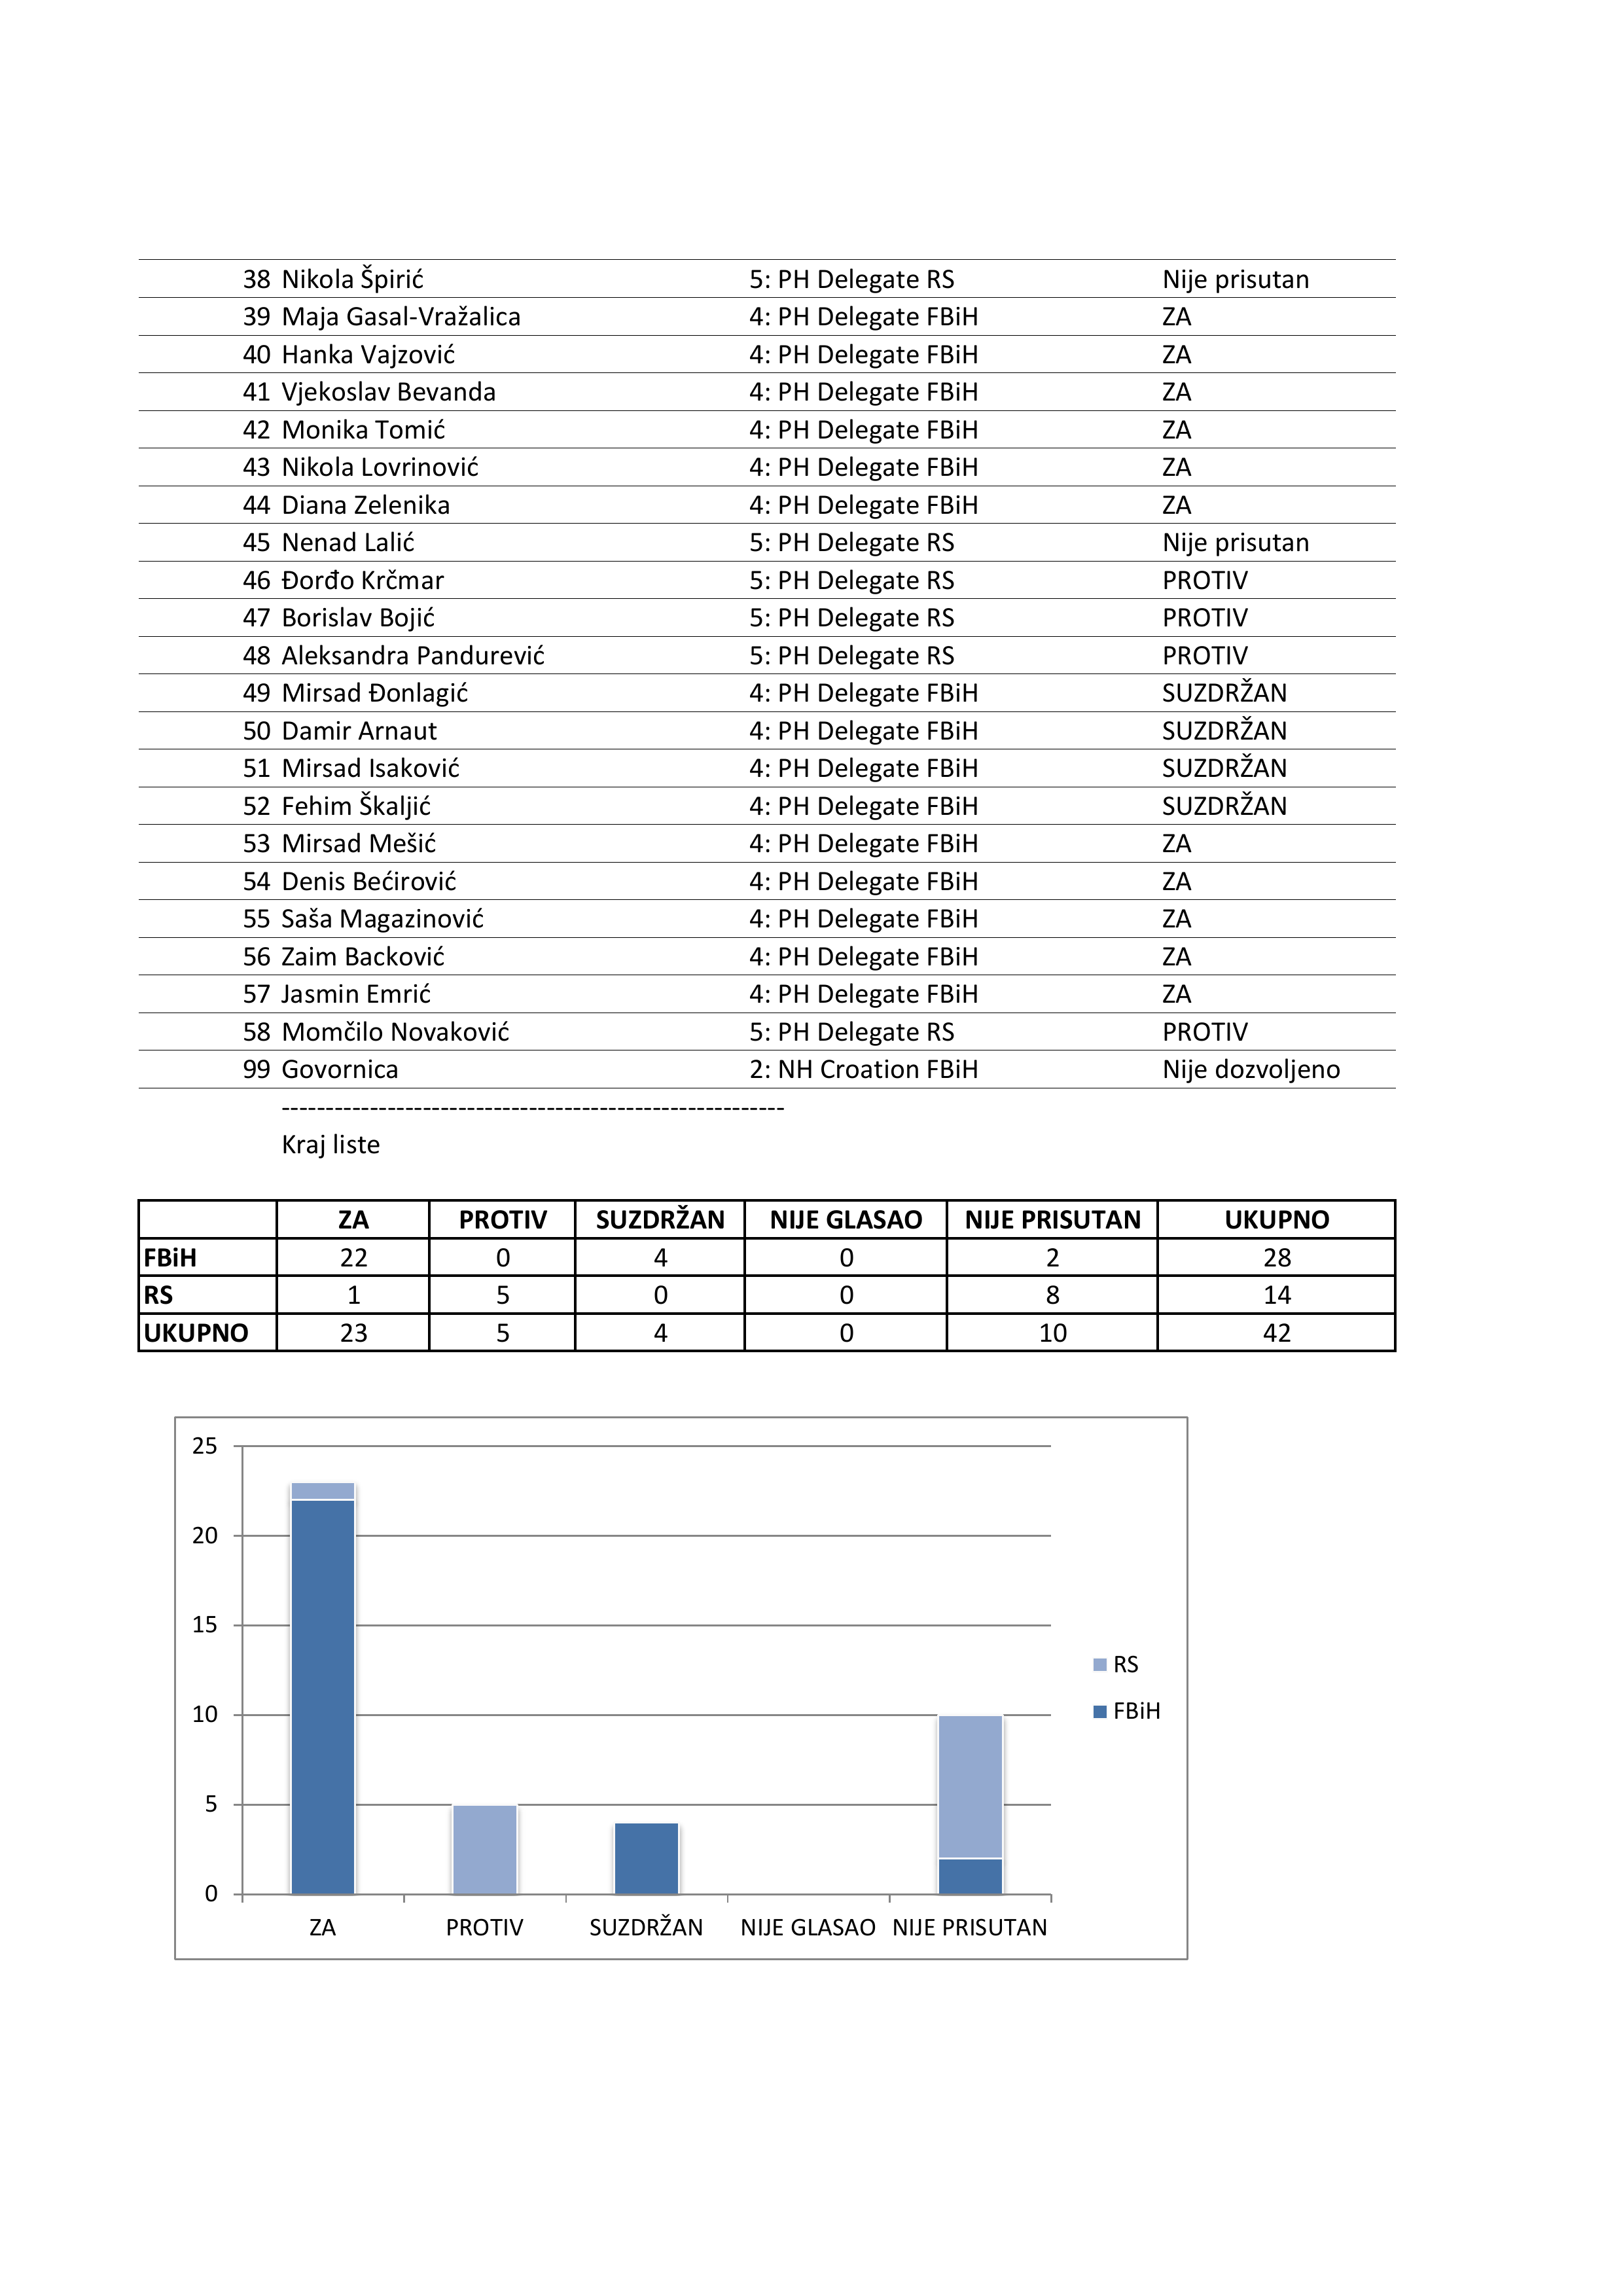 38 Nikola Špirić 5: PH Delegate RS Nije prisutan
39 Maja Gasal-Vražalica 4: PH Delegate FBiH ZA
40 Hanka Vajzović 4: PH Delegate FBiH ZA
41 Vjekoslav Bevanda 4: PH Delegate FBiH ZA
42 Monika Tomić 4: PH Delegate FBiH ZA
43 Nikola Lovrinović 4: PH Delegate FBiH ZA
44 Diana Zelenika 4: PH Delegate FBiH ZA
45 Nenad Lalić 5: PH Delegate RS Nije prisutan
46 Đorđo Krčmar 5: PH Delegate RS PROTIV
47 Borislav Bojić 5: PH Delegate RS PROTIV
48 Aleksandra Pandurević 5: PH Delegate RS PROTIV
49 Mirsad Đonlagić 4: PH Delegate FBiH SUZDRŽAN
50 Damir Arnaut 4: PH Delegate FBiH SUZDRŽAN
51 Mirsad Isaković 4: PH Delegate FBiH SUZDRŽAN
52 Fehim Škaljić 4: PH Delegate FBiH SUZDRŽAN
53 Mirsad Mešić 4: PH Delegate FBiH ZA
54 Denis Bećirović 4: PH Delegate FBiH ZA
55 Saša Magazinović 4: PH Delegate FBiH ZA
56 Zaim Backović 4: PH Delegate FBiH ZA
57 Jasmin Emrić 4: PH Delegate FBiH ZA
58 Momčilo Novaković 5: PH Delegate RS PROTIV
99 Govornica 2: NH Croation FBiH Nije dozvoljeno
---------------------------------------------------------
Kraj liste
ZA PROTIV SUZDRŽAN NIJE GLASAO NIJE PRISUTAN UKUPNO
FBiH 22 0 4 0 2 28
RS 1 5 0 0 8 14
UKUPNO 23 5 4 0 10 42
25
20
15
10
5
0
ZA PROTIV SUZDRŽAN NIJE GLASAO NIJE PRISUTAN
RS
FBiH